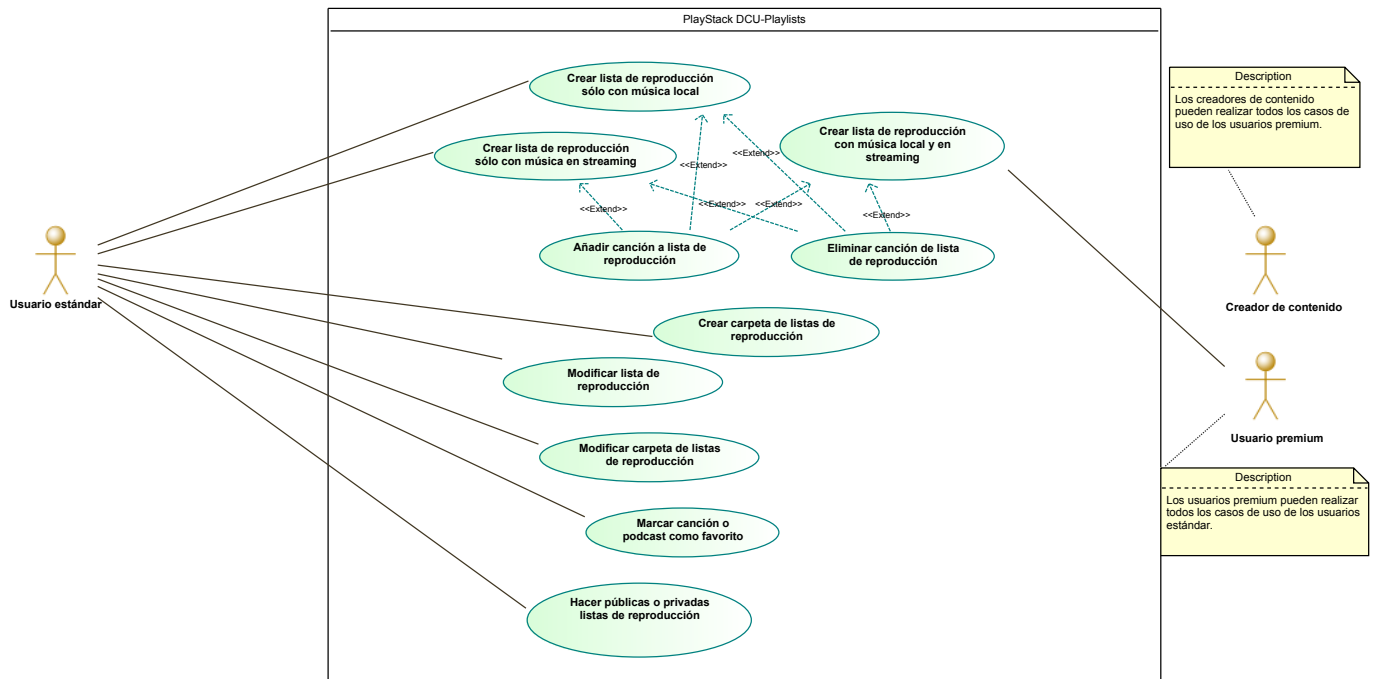 PlayStack DCU-Playlists
Crear lista de reproducción
sólo con música local
Crear lista de reproducción
sólo con música en streaming
Crear lista de reproducción
con música local y en
streaming
<<Extend>>
<<Extend>>
<<Extend>>
<<Extend>>
<<Extend>>
<<Extend>>
Añadir canción a lista de
reproducción
Eliminar canción de lista
de reproducción
Crear carpeta de listas de
reproducción
Modificar lista de
reproducción
Modificar carpeta de listas
de reproducción
Marcar canción o
podcast como favorito
Hacer públicas o privadas
listas de reproducción
Usuario estándar
Description
Los creadores de contenido
pueden realizar todos los casos de
uso de los usuarios premium.
Creador de contenido
Usuario premium
Description
Los usuarios premium pueden realizar
todos los casos de uso de los usuarios
estándar.